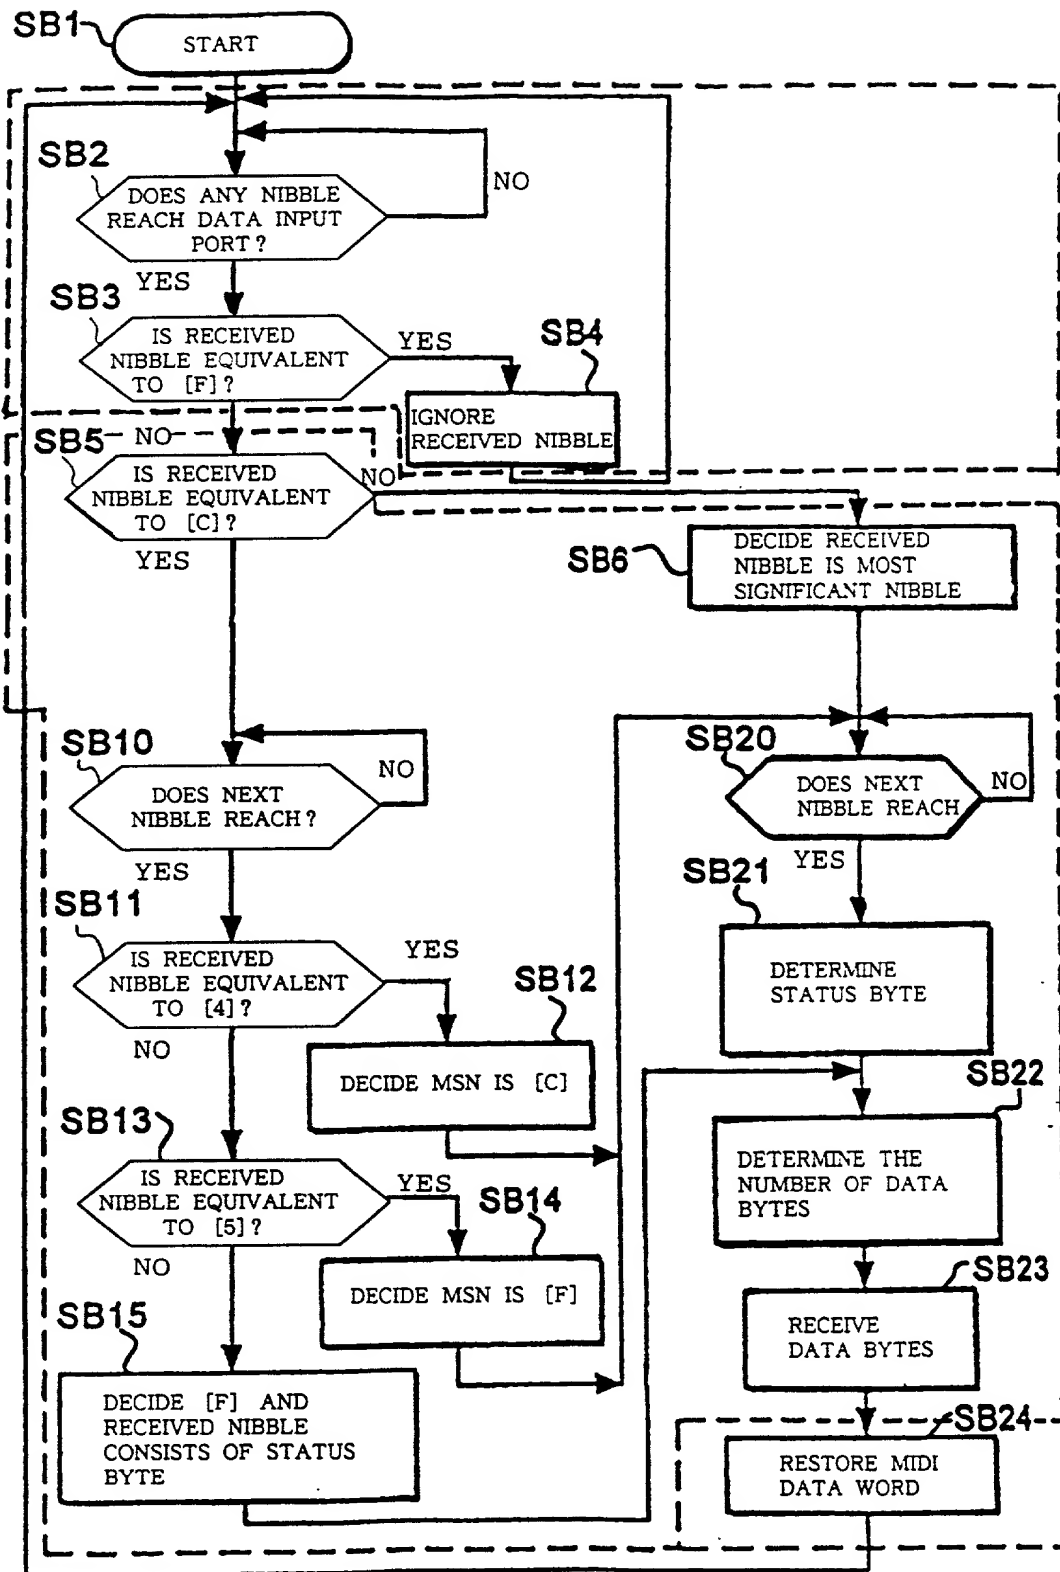 SB1
START
SB2
DOES ANY NIBBLE
REACH DATA INPUT
PORT?
NO
YES
SB3
IS RECEIVED
NIBBLE EQUIVALENT
TO [F]?
YES
SB4
IGNORE
RECEIVED NIBBLE
NO
SB5
IS RECEIVED
NIBBLE EQUIVALENT
TO [C]?
NO
YES
SB6
DECIDE RECEIVED
NIBBLE IS MOST
SIGNIFICANT NIBBLE
SB10
DOES NEXT
NIBBLE REACH?
NO
YES
SB20
DOES NEXT
NIBBLE REACH
NO
YES
SB11
IS RECEIVED
NIBBLE EQUIVALENT
TO [4]?
YES
NO
SB12
DECIDE MSN IS [C]
SB21
DETERMINE
STATUS BYTE
SB13
IS RECEIVED
NIBBLE EQUIVALENT
TO [5]?
YES
NO
SB14
DECIDE MSN IS [F]
SB22
DETERMINE THE
NUMBER OF DATA
BYTES
SB15
DECIDE [F] AND
RECEIVED NIBBLE
CONSISTS OF STATUS
BYTE
SB23
RECEIVE
DATA BYTES
SB24
RESTORE MIDI
DATA WORD